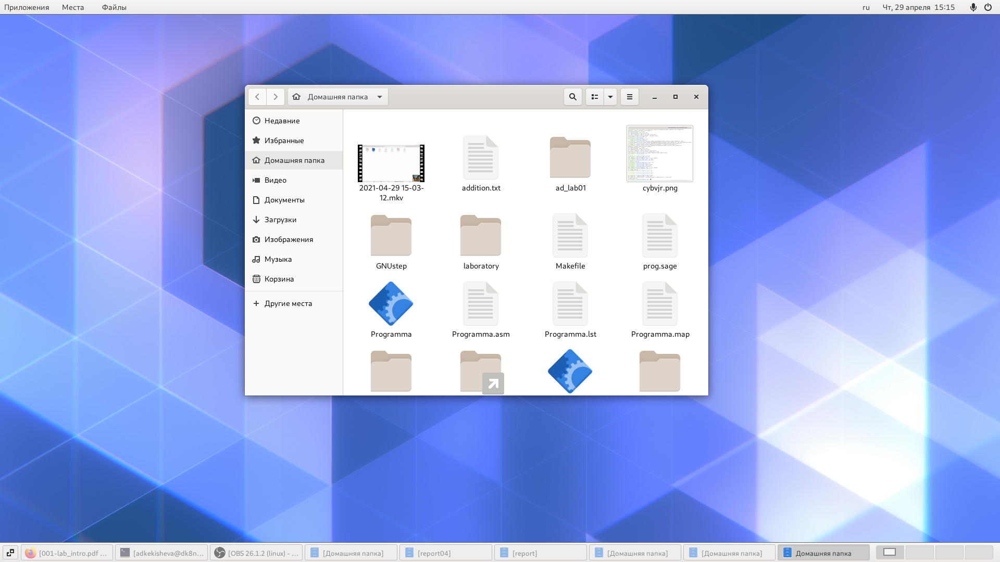 Приложения Места Файлы ru Чт, 29 апреля 15:15
Домашняя папка
Недавние
Избранные
Домашняя папка
Видео
Документы
Загрузки
Изображения
Музыка
Корзина
Другие места
2021-04-29 15-03-
12.mkv
addition.txt
ad_lab01
cybvjr.png
GNUstep
laboratory
Makefile
prog.sage
Programma
Programma.asm
Programma.lst
Programma.map
[001-lab_intro.pdf ...
[adkekisheva@dk8n...
[OBS 26.1.2 (linux) - ...
[Домашняя папка]
[report04]
[report]
[Домашняя папка]
[Домашняя папка]
Домашняя папка